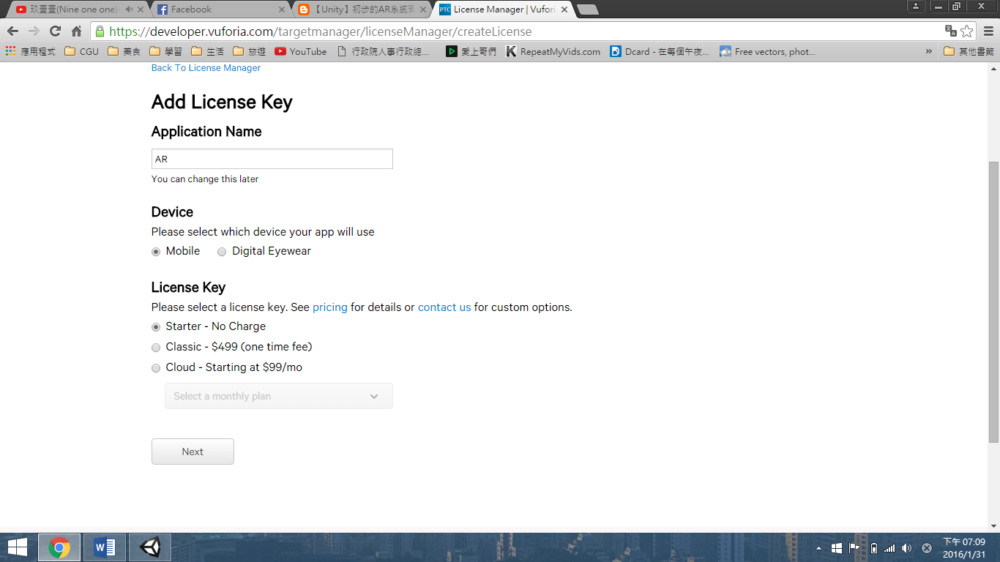 玖壹壹(Nine one one)-
Facebook
【Unity】初步的AR系統實
PTC License Manager | Vufori
https://developer.vuforia.com/targetmanager/licenseManager/createLicense
應用程式 CGU 美食 學習 生活 旅遊 YouTube 行政院人事行政總... 愛上哥們 RepeatMyVids.com Dcard - 在每個午夜... Free vectors, phot... » 其他書籤
Back To License Manager
Add License Key
Application Name
AR
You can change this later
Device
Please select which device your app will use
Mobile Digital Eyewear
License Key
Please select a license key. See pricing for details or contact us for custom options.
Starter - No Charge
Classic - $499 (one time fee)
Cloud - Starting at $99/mo
Select a monthly plan
Next
下午 07:09
2016/1/31